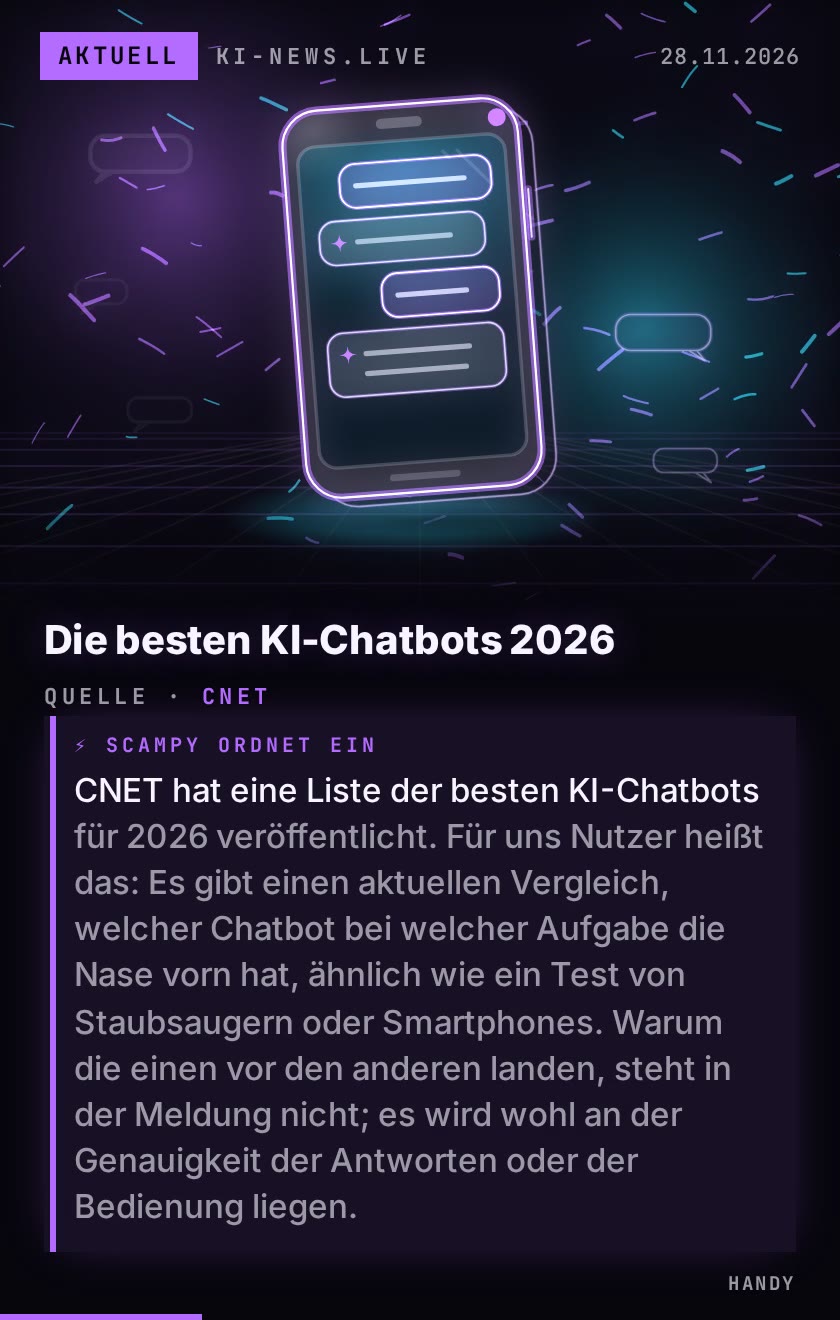 AKTUELL KI-NEWS.LIVE 28.11.2026
Die besten KI-Chatbots 2026
QUELLE · CNET
⚡ SCAMPY ORDNET EIN
CNET hat eine Liste der besten KI-Chatbots
für 2026 veröffentlicht. Für uns Nutzer heißt
das: Es gibt einen aktuellen Vergleich,
welcher Chatbot bei welcher Aufgabe die
Nase vorn hat, ähnlich wie ein Test von
Staubsaugern oder Smartphones. Warum
die einen vor den anderen landen, steht in
der Meldung nicht; es wird wohl an der
Genauigkeit der Antworten oder der
Bedienung liegen.
HANDY